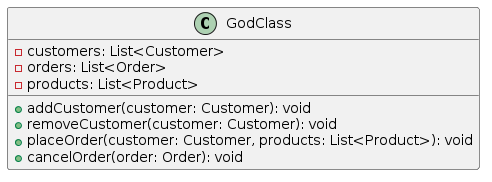 C GodClass
customers: List<Customer>
orders: List<Order>
products: List<Product>
addCustomer(customer: Customer): void
removeCustomer(customer: Customer): void
placeOrder(customer: Customer, products: List<Product>): void
cancelOrder(order: Order): void